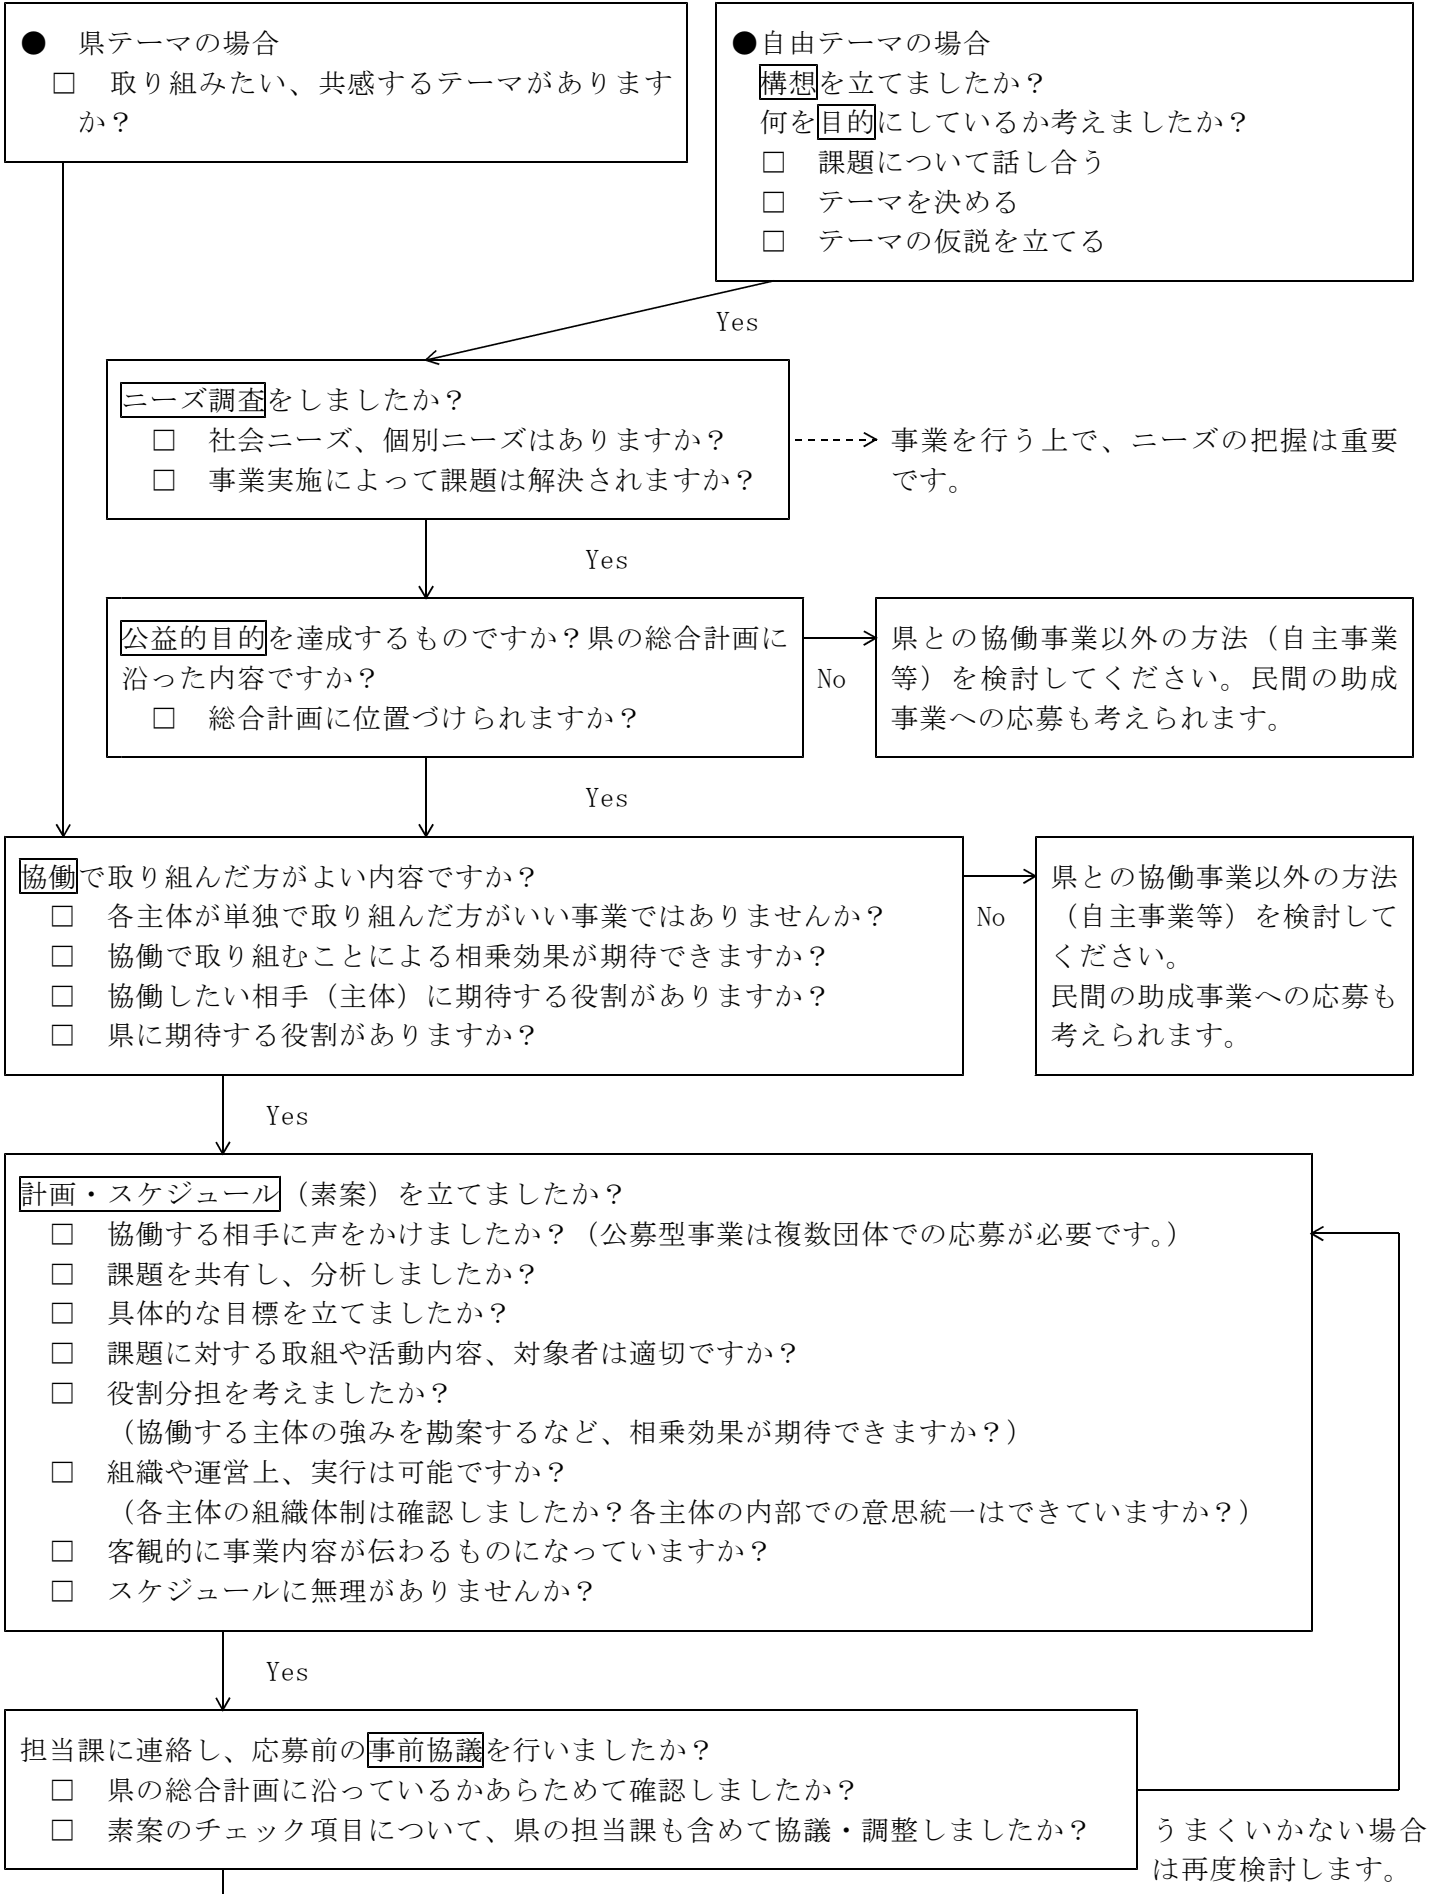 ●　県テーマの場合
□　取り組みたい、共感するテーマがあります
か？
●自由テーマの場合
構想を立てましたか？
何を目的にしているか考えましたか？
□　課題について話し合う
□　テーマを決める
□　テーマの仮説を立てる
Yes
ニーズ調査をしましたか？
□　社会ニーズ、個別ニーズはありますか？
□　事業実施によって課題は解決されますか？
事業を行う上で、ニーズの把握は重要
です。
Yes
公益的目的を達成するものですか？県の総合計画に
沿った内容ですか？
□　総合計画に位置づけられますか？
No
県との協働事業以外の方法（自主事業
等）を検討してください。民間の助成
事業への応募も考えられます。
Yes
協働で取り組んだ方がよい内容ですか？
□　各主体が単独で取り組んだ方がいい事業ではありませんか？
□　協働で取り組むことによる相乗効果が期待できますか？
□　協働したい相手（主体）に期待する役割がありますか？
□　県に期待する役割がありますか？
No
県との協働事業以外の方法
（自主事業等）を検討して
ください。
民間の助成事業への応募も
考えられます。
Yes
計画・スケジュール（素案）を立てましたか？
□　協働する相手に声をかけましたか？（公募型事業は複数団体での応募が必要です。）
□　課題を共有し、分析しましたか？
□　具体的な目標を立てましたか？
□　課題に対する取組や活動内容、対象者は適切ですか？
□　役割分担を考えましたか？
（協働する主体の強みを勘案するなど、相乗効果が期待できますか？）
□　組織や運営上、実行は可能ですか？
（各主体の組織体制は確認しましたか？各主体の内部での意思統一はできていますか？）
□　客観的に事業内容が伝わるものになっていますか？
□　スケジュールに無理がありませんか？
Yes
担当課に連絡し、応募前の事前協議を行いましたか？
□　県の総合計画に沿っているかあらためて確認しましたか？
□　素案のチェック項目について、県の担当課も含めて協議・調整しましたか？
うまくいかない場合
は再度検討します。